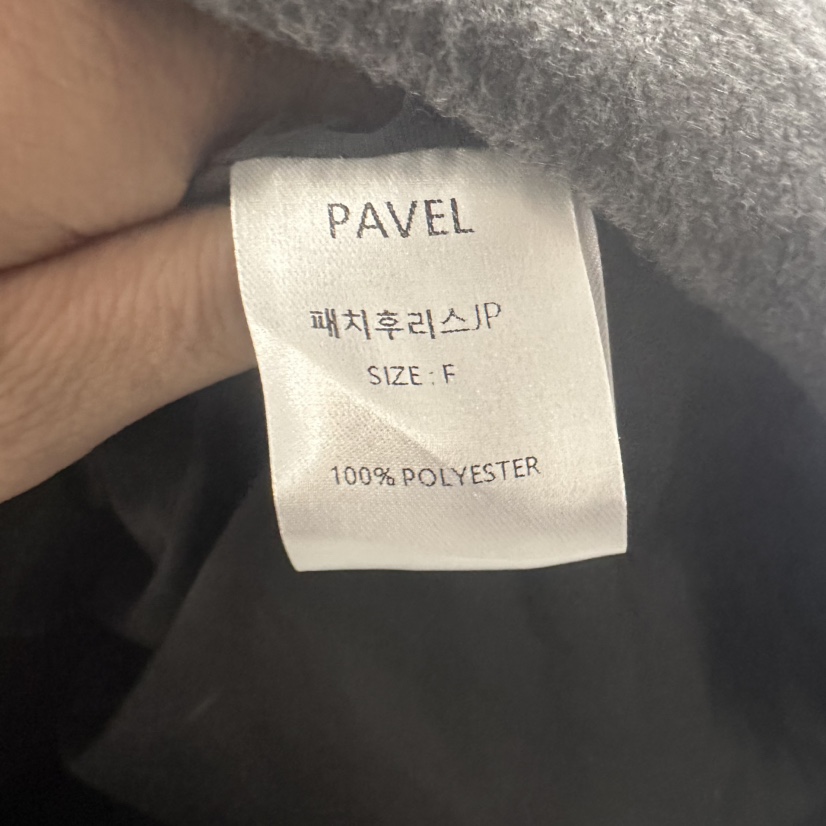 PAVEL
패치후리스JP
SIZE : F
100% POLYESTER